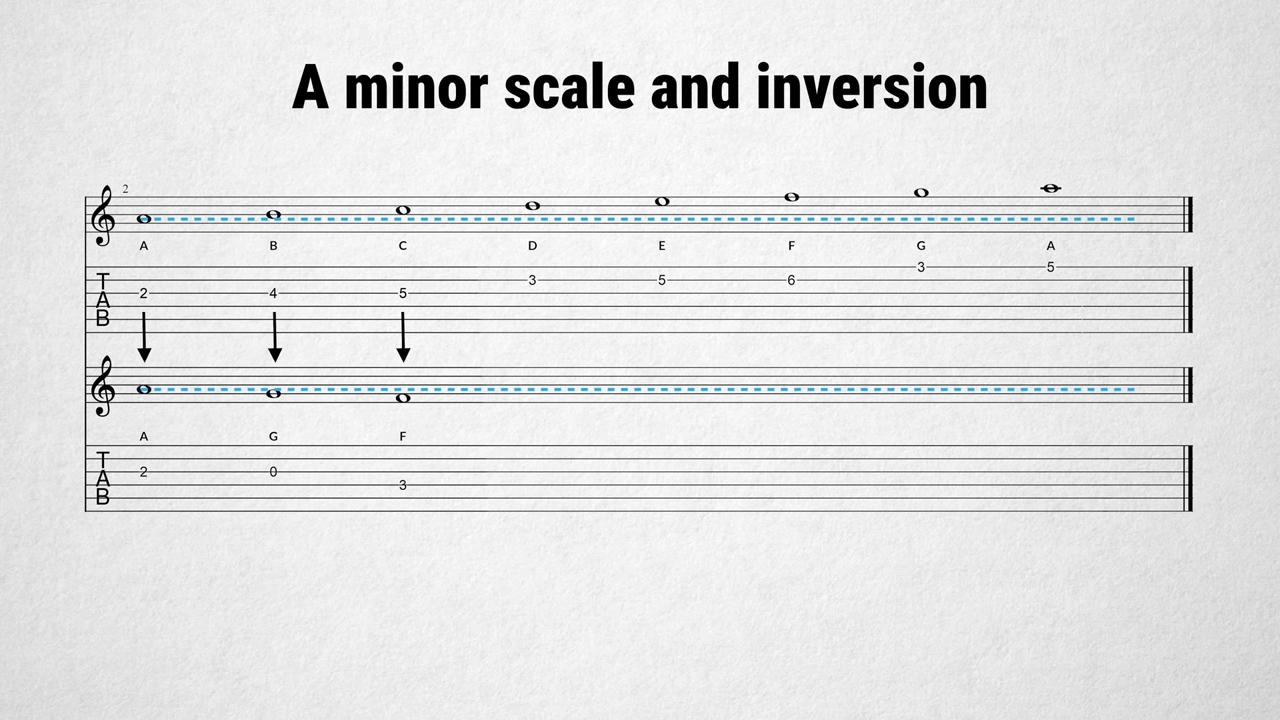 A minor scale and inversion
2
A B C D E F G A
T A B
2 4 5 3 5 6 3 5
A G F
T A B
2 0 3